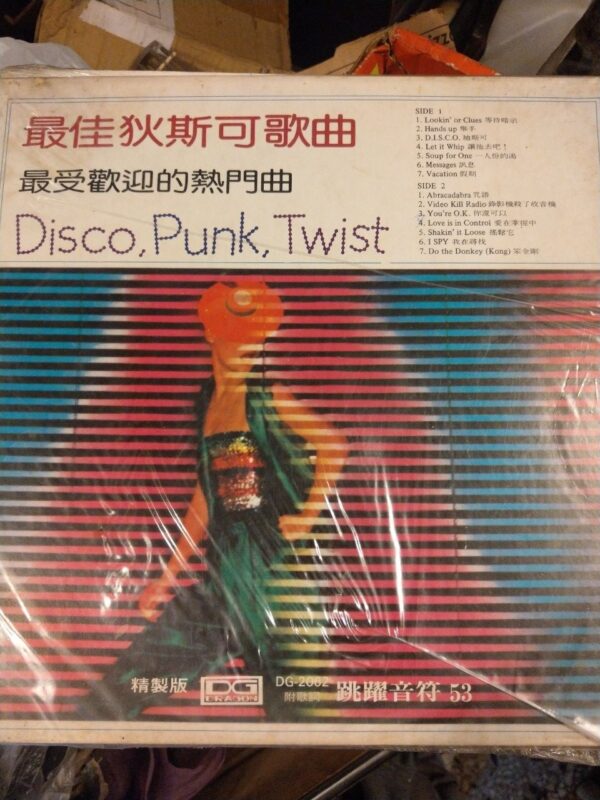 最佳狄斯可歌曲
最受歡迎的熱門曲
Disco, Punk, Twist
SIDE 1
1. Lookin' or Clues 等待暗示
2. Hands up 舉手
3. D.I.S.C.O. 迪斯可
4. Let it Whip 讓他去吧！
5. Soup for One 一人份的湯
6. Messages 訊息
7. Vacation 假期
SIDE 2
1. Abracadabra 咒語
2. Video Kill Radio 錄影機殺了收音機
3. You're O.K. 你還可以
4. Love is in Control 愛在掌握中
5. Shakin' it Loose 搖鬆它
6. I SPY 我在尋找
7. Do the Donkey (Kong) 笨金剛
精製版
DG
DRAGON
DG-2002
附歌詞
跳躍音符 53